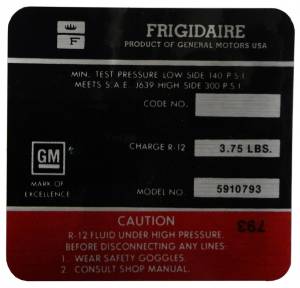 F
FRIGIDAIRE
PRODUCT OF GENERAL MOTORS USA
MIN. TEST PRESSURE LOW SIDE 140 P.S.I.
MEETS S.A.E. J639 HIGH SIDE 300 P.S.I.
CODE NO.
GM
CHARGE R-12 3.75 LBS.
MARK OF
EXCELLENCE
MODEL NO 5910793
CAUTION
793
R-12 FLUID UNDER HIGH PRESSURE.
BEFORE DISCONNECTING ANY LINES:
1. WEAR SAFETY GOGGLES.
2. CONSULT SHOP MANUAL.